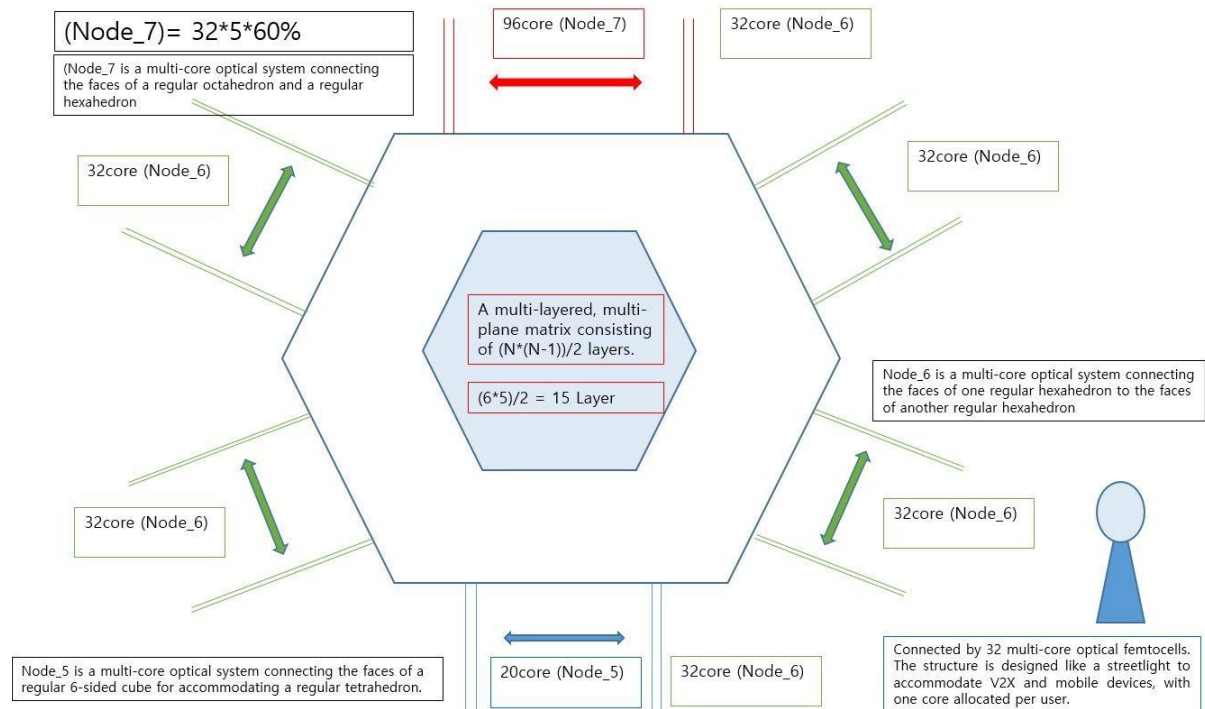 (Node_7)= 32*5*60%
(Node_7 is a multi-core optical system connecting
the faces of a regular octahedron and a regular
hexahedron
96core (Node_7)
32core (Node_6)
32core (Node_6)
32core (Node_6)
A multi-layered, multi-
plane matrix consisting
of (N*(N-1))/2 layers.
(6*5)/2 = 15 Layer
Node_6 is a multi-core optical system connecting
the faces of one regular hexahedron to the faces
of another regular hexahedron
32core (Node_6)
32core (Node_6)
Node_5 is a multi-core optical system connecting the faces of a
regular 6-sided cube for accommodating a regular tetrahedron.
20core (Node_5)
32core (Node_6)
Connected by 32 multi-core optical femtocells.
The structure is designed like a streetlight to
accommodate V2X and mobile devices, with
one core allocated per user.